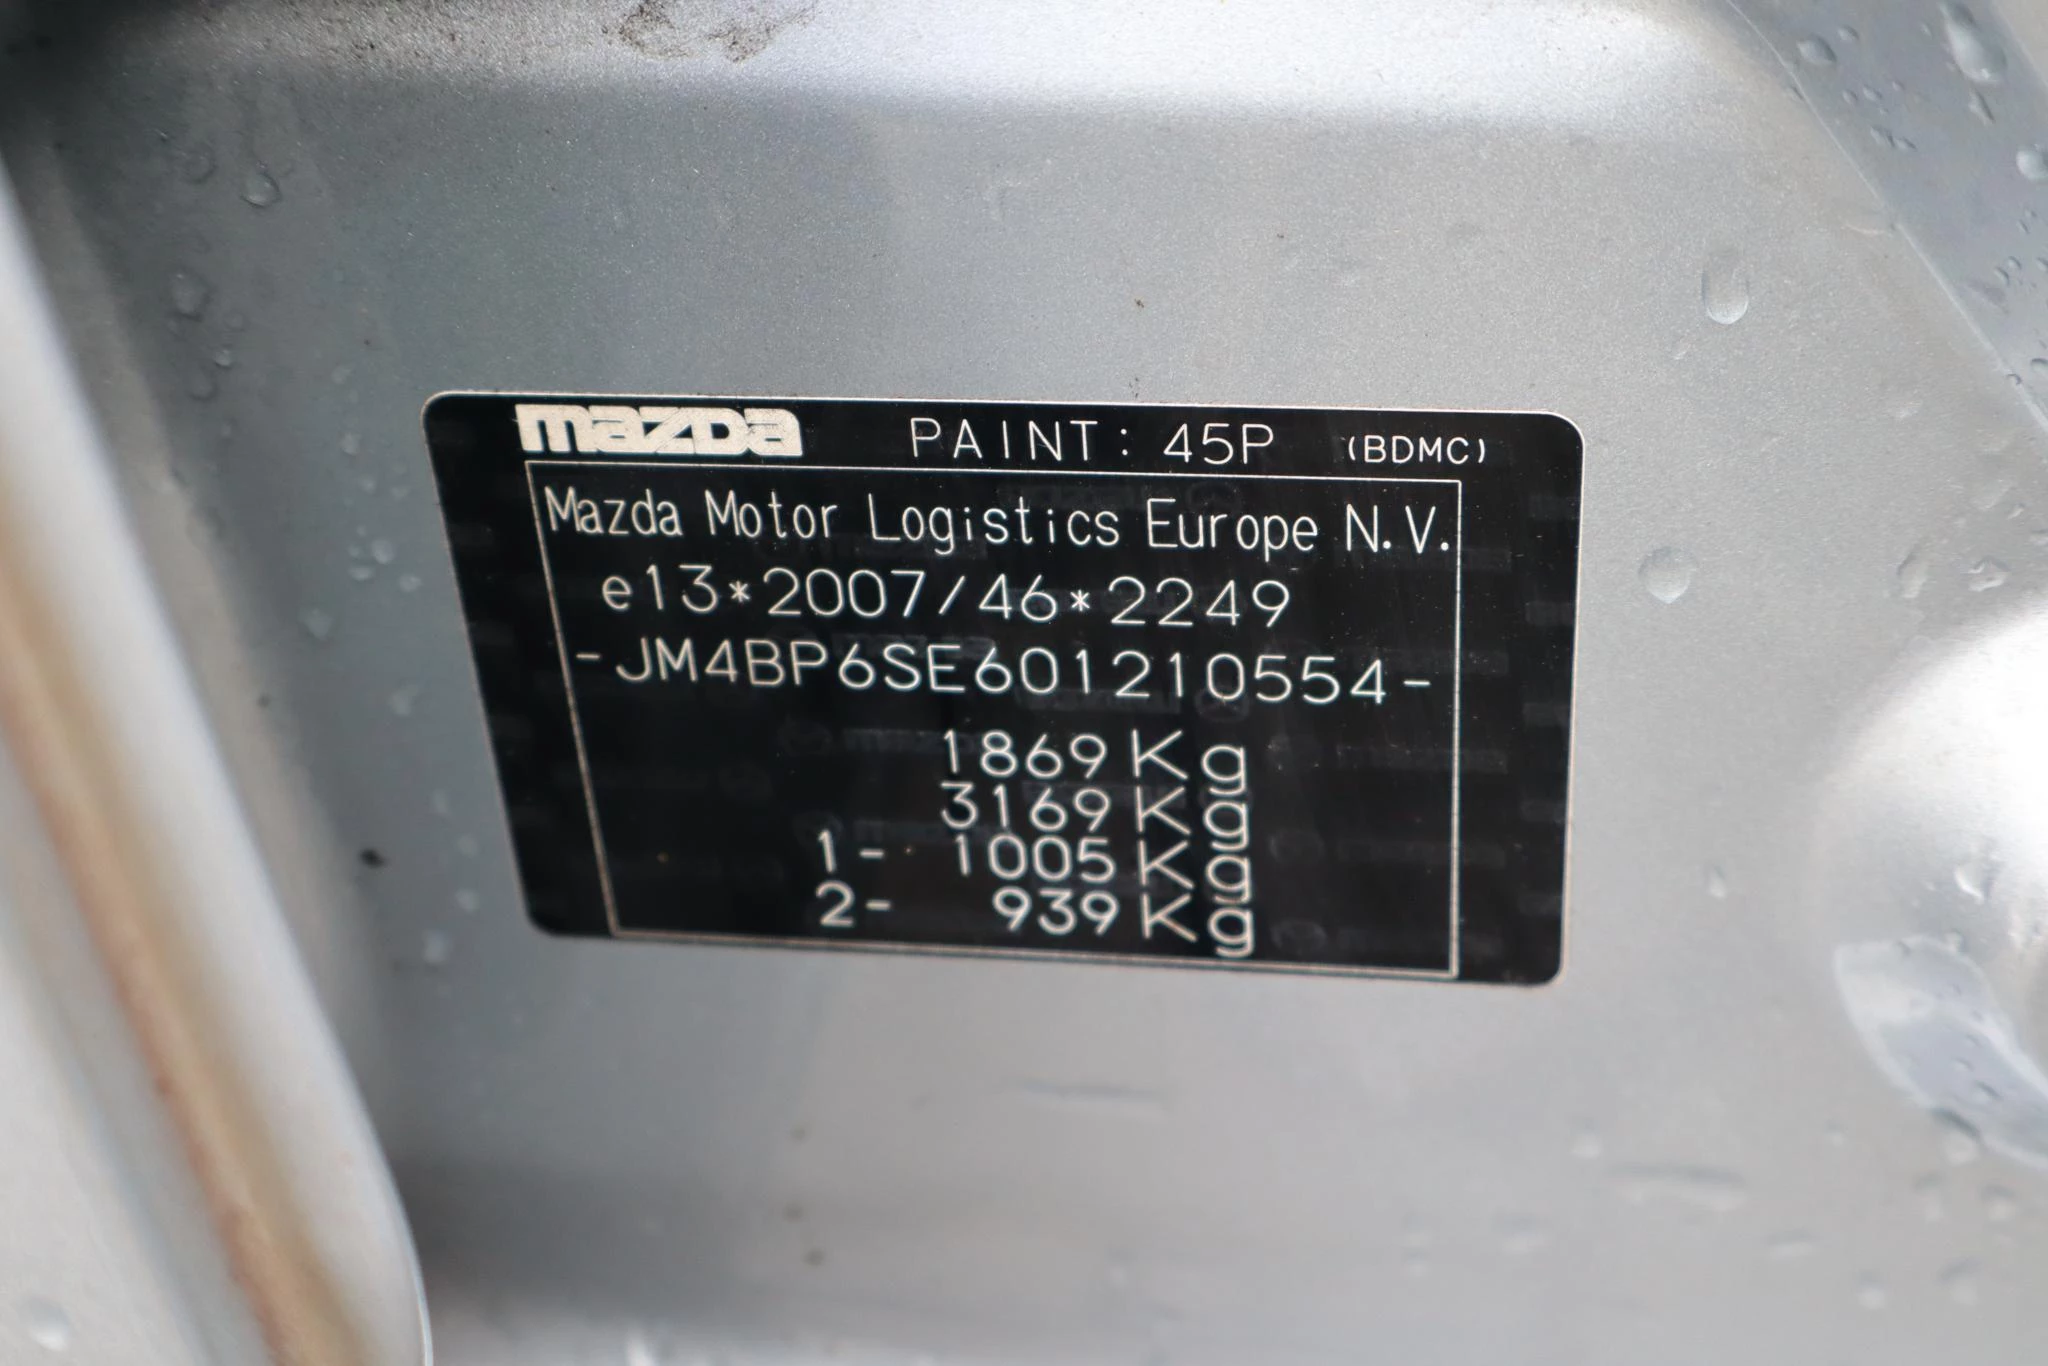 mazda PAINT: 45P (BDMC)
Mazda Motor Logistics Europe N.V.
e13*2007/46*2249
-JM4BP6SE601210554-
1869 Kg
3169 Kg
1- 1005 Kg
2- 939 Kg